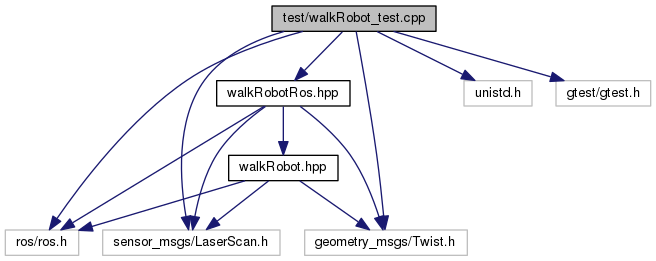 test/walkRobot_test.cpp
walkRobotRos.hpp
unistd.h
gtest/gtest.h
walkRobot.hpp
ros/ros.h
sensor_msgs/LaserScan.h
geometry_msgs/Twist.h